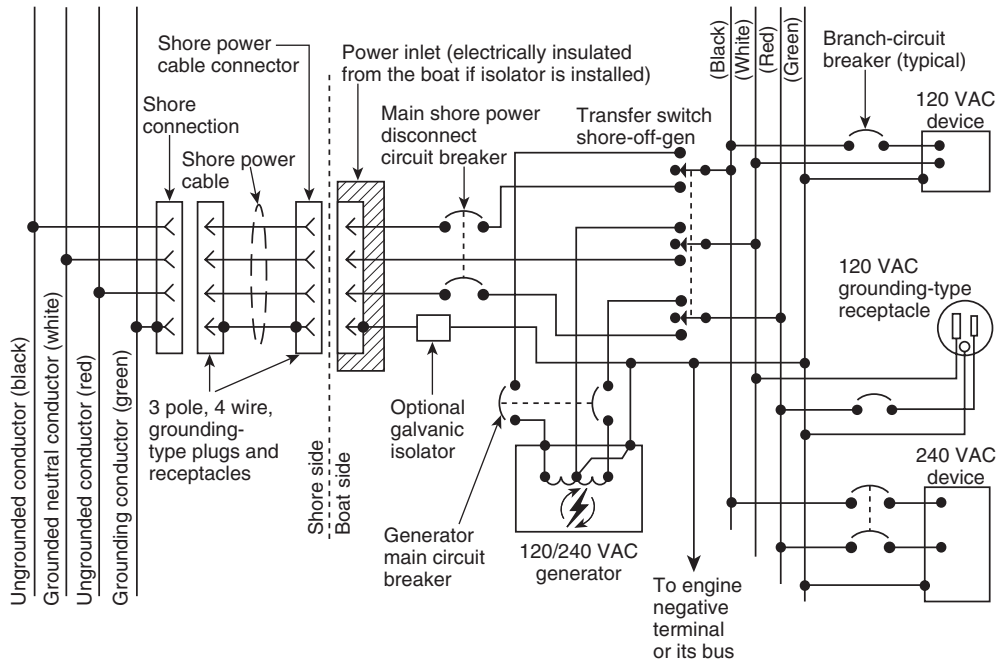 Shore power
cable connector
Shore
connection
Shore power
cable
Power inlet (electrically insulated
from the boat if isolator is installed)
Main shore power
disconnect
circuit breaker
Transfer switch
shore-off-gen
(Black)
(White)
(Red)
(Green)
Branch-circuit
breaker (typical)
120 VAC
device
120 VAC
grounding-type
receptacle
240 VAC
device
Ungrounded conductor (black)
Grounded neutral conductor (white)
Ungrounded conductor (red)
Grounding conductor (green)
3 pole, 4 wire,
grounding-
type plugs and
receptacles
Shore side
Boat side
Optional
galvanic
isolator
Generator
main circuit
breaker
120/240 VAC
generator
To engine
negative
terminal
or its bus